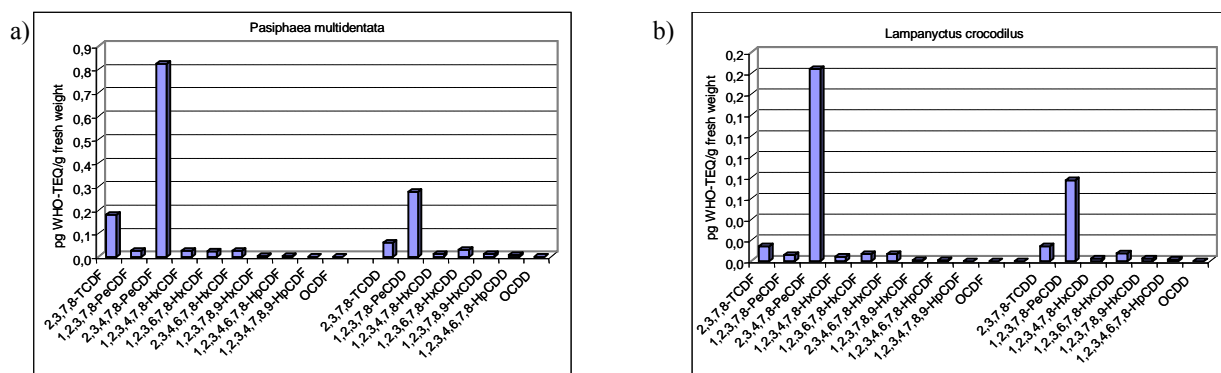 a)
Pasiphaea multidentata
pg WHO-TEQ/g fresh weight
0,9
0,8
0,7
0,6
0,5
0,4
0,3
0,2
0,1
0,0
2,3,7,8-TCDF
1,2,3,7,8-PeCDF
2,3,4,7,8-PeCDF
1,2,3,4,7,8-HxCDF
1,2,3,6,7,8-HxCDF
2,3,4,6,7,8-HxCDF
1,2,3,7,8,9-HxCDF
1,2,3,4,6,7,8-HpCDF
1,2,3,4,7,8,9-HpCDF
OCDF
2,3,7,8-TCDD
1,2,3,7,8-PeCDD
1,2,3,4,7,8-HxCDD
1,2,3,6,7,8-HxCDD
1,2,3,7,8,9-HxCDD
1,2,3,4,6,7,8-HpCDD
OCDD
b)
Lampanyctus crocodilus
pg WHO-TEQ/g fresh weight
0,2
0,2
0,2
0,1
0,1
0,1
0,1
0,1
0,0
0,0
0,0
2,3,7,8-TCDF
1,2,3,7,8-PeCDF
2,3,4,7,8-PeCDF
1,2,3,4,7,8-HxCDF
1,2,3,6,7,8-HxCDF
2,3,4,6,7,8-HxCDF
1,2,3,7,8,9-HxCDF
1,2,3,4,6,7,8-HpCDF
1,2,3,4,7,8,9-HpCDF
OCDF
2,3,7,8-TCDD
1,2,3,7,8-PeCDD
1,2,3,4,7,8-HxCDD
1,2,3,6,7,8-HxCDD
1,2,3,7,8,9-HxCDD
1,2,3,4,6,7,8-HpCDD
OCDD